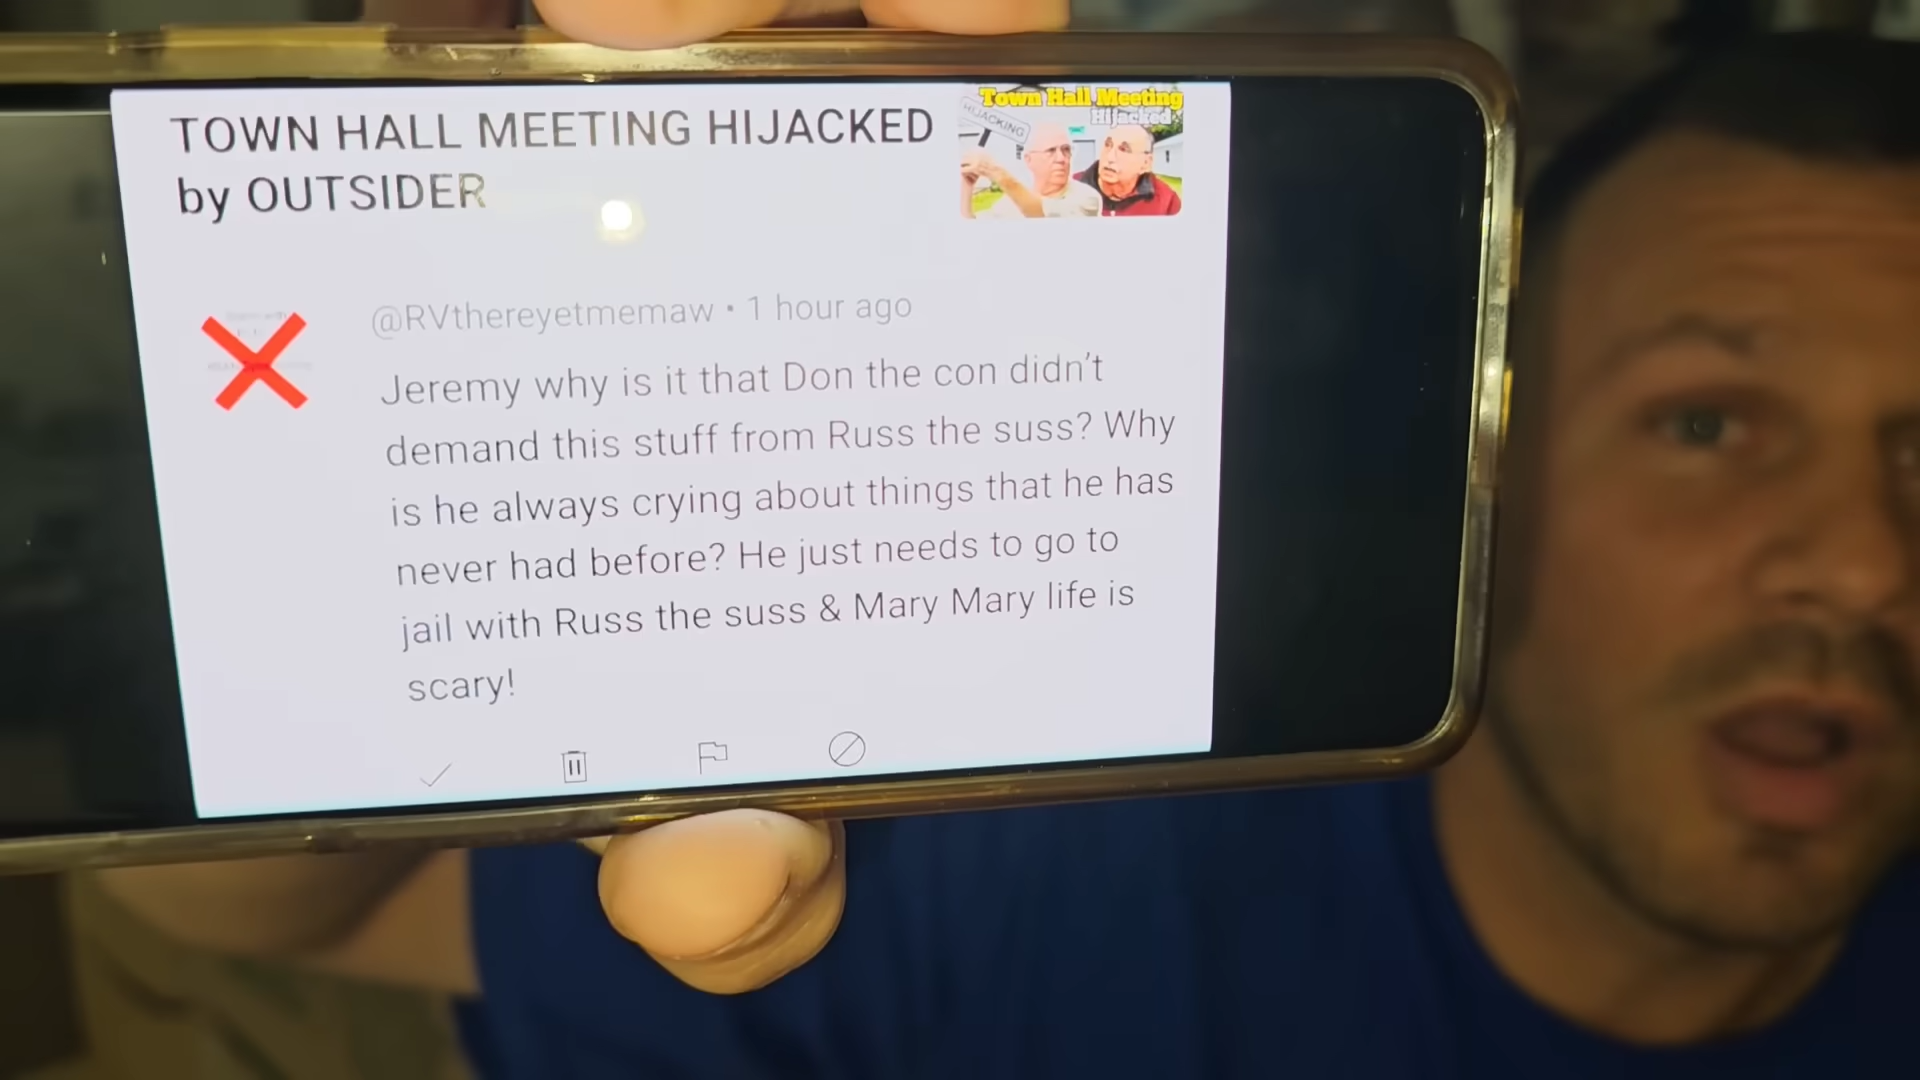 TOWN HALL MEETING HIJACKED
by OUTSIDER
Town Hall Meeting
Hijacked
HIJACKING
@RVthereyetmemaw • 1 hour ago
Jeremy why is it that Don the con didn't
demand this stuff from Russ the suss? Why
is he always crying about things that he has
never had before? He just needs to go to
jail with Russ the suss & Mary Mary life is
scary!